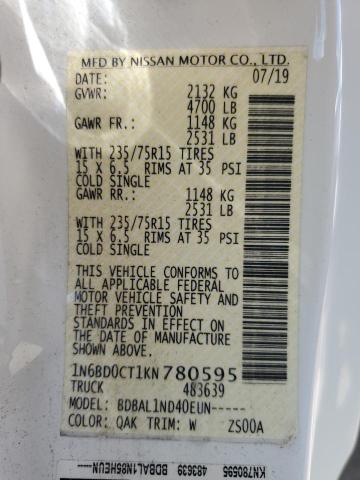 MFD BY NISSAN MOTOR CO., LTD.
DATE: 07/19
GVWR: 2132 KG
4700 LB
GAWR FR.: 1148 KG
2531 LB
WITH 235/75R15 TIRES
15 X 6.5 RIMS AT 35 PSI
COLD SINGLE
GAWR RR.: 1148 KG
2531 LB
WITH 235/75R15 TIRES
15 X 6.5 RIMS AT 35 PSI
COLD SINGLE
THIS VEHICLE CONFORMS TO
ALL APPLICABLE FEDERAL
MOTOR VEHICLE SAFETY AND
THEFT PREVENTION
STANDARDS IN EFFECT ON
THE DATE OF MANUFACTURE
SHOWN ABOVE.
1N6BD0CT1KN780595
TRUCK 483639
MODEL: BDBAL1ND40EUN-----
COLOR: QAK TRIM: W ZS00A
KN780595 483639 BDBAL1N85HEUN---